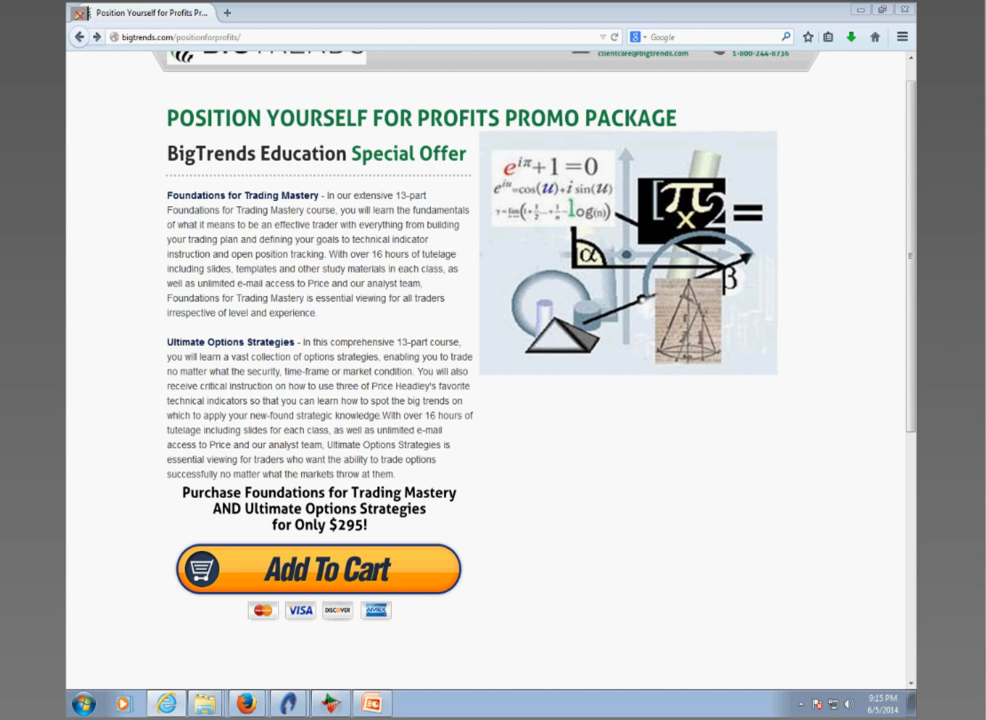 Position Yourself for Profits Pr...
bigtrends.com/positionforprofits/
Google
BIGTRENDS
clientcare@bigtrends.com
1-800-244-8736
POSITION YOURSELF FOR PROFITS PROMO PACKAGE
BigTrends Education Special Offer
Foundations for Trading Mastery - In our extensive 13-part
Foundations for Trading Mastery course, you will learn the fundamentals
of what it means to be an effective trader with everything from building
your trading plan and defining your goals to technical indicator
instruction and open position tracking. With over 16 hours of tutelage
including slides, templates and other study materials in each class, as
well as unlimited e-mail access to Price and our analyst team,
Foundations for Trading Mastery is essential viewing for all traders
irrespective of level and experience.
Ultimate Options Strategies - In this comprehensive 13-part course,
you will learn a vast collection of options strategies, enabling you to trade
no matter what the security, time-frame or market condition. You will also
receive critical instruction on how to use three of Price Headley's favorite
technical indicators so that you can learn how to spot the big trends on
which to apply your new-found strategic knowledge.With over 16 hours of
tutelage including slides for each class, as well as unlimited e-mail
access to Price and our analyst team, Ultimate Options Strategies is
essential viewing for traders who want the ability to trade options
successfully no matter what the markets throw at them.
e^iπ+1=0
=cos(u)+i sin(u)
log(n))
[π2
x
=
α
β
Purchase Foundations for Trading Mastery
AND Ultimate Options Strategies
for Only $295!
Add To Cart
VISA
DISCOVER
AMEX
9:15 PM
6/5/2014